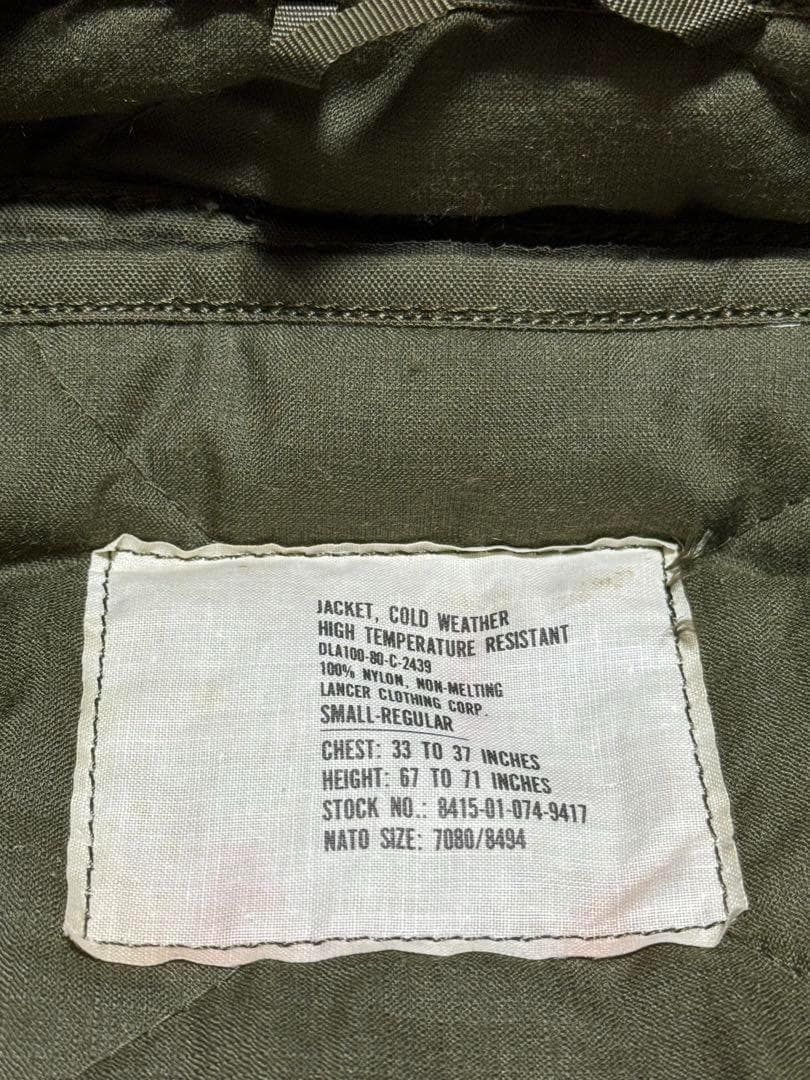 JACKET, COLD WEATHER
HIGH TEMPERATURE RESISTANT
DLA100-80-C-2439
100% NYLON, NON-MELTING
LANCER CLOTHING CORP.
SMALL-REGULAR
CHEST: 33 TO 37 INCHES
HEIGHT: 67 TO 71 INCHES
STOCK NO.: 8415-01-074-9417
NATO SIZE: 7080/8494